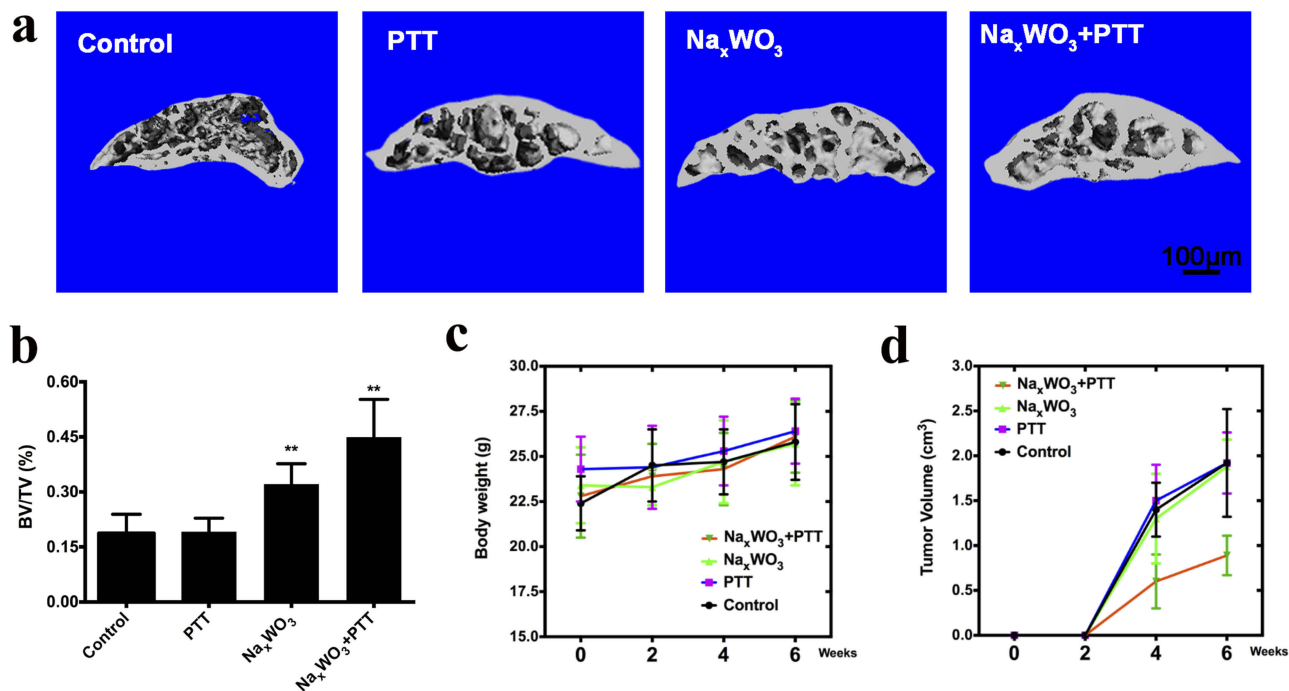 a
Control
PTT
NaₓWO₃
NaₓWO₃+PTT
100μm
b
BV/TV (%)
0.60
0.45
0.30
0.15
0.00
**
**
Control
PTT
NaₓWO₃
NaₓWO₃+PTT
c
Body weight (g)
30.0
27.5
25.0
22.5
20.0
17.5
15.0
NaₓWO₃+PTT
NaₓWO₃
PTT
Control
0 2 4 6 Weeks
d
Tumor Volume (cm³)
3.0
2.5
2.0
1.5
1.0
0.5
0.0
NaₓWO₃+PTT
NaₓWO₃
PTT
Control
0 2 4 6 Weeks